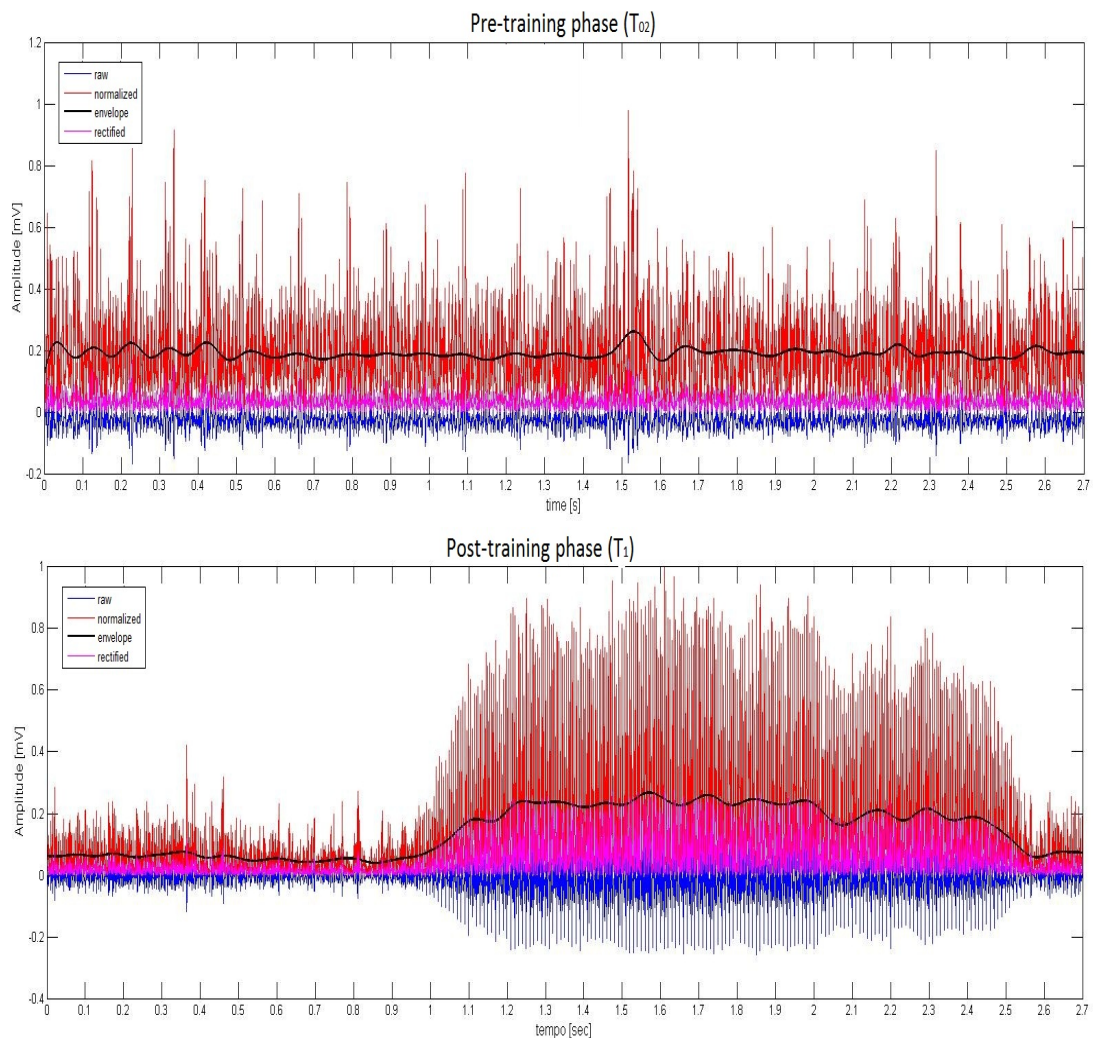 Pre-training phase (T02)
1.2
1
0.8
0.6
0.4
0.2
0
-0.2
Amplitude [mV]
raw
normalized
envelope
rectified
0 0.1 0.2 0.3 0.4 0.5 0.6 0.7 0.8 0.9 1 1.1 1.2 1.3 1.4 1.5 1.6 1.7 1.8 1.9 2 2.1 2.2 2.3 2.4 2.5 2.6 2.7
time [s]
Post-training phase (T1)
1
0.8
0.6
0.4
0.2
0
-0.2
-0.4
Amplitude [mV]
raw
normalized
envelope
rectified
0 0.1 0.2 0.3 0.4 0.5 0.6 0.7 0.8 0.9 1 1.1 1.2 1.3 1.4 1.5 1.6 1.7 1.8 1.9 2 2.1 2.2 2.3 2.4 2.5 2.6 2.7
tempo [sec]